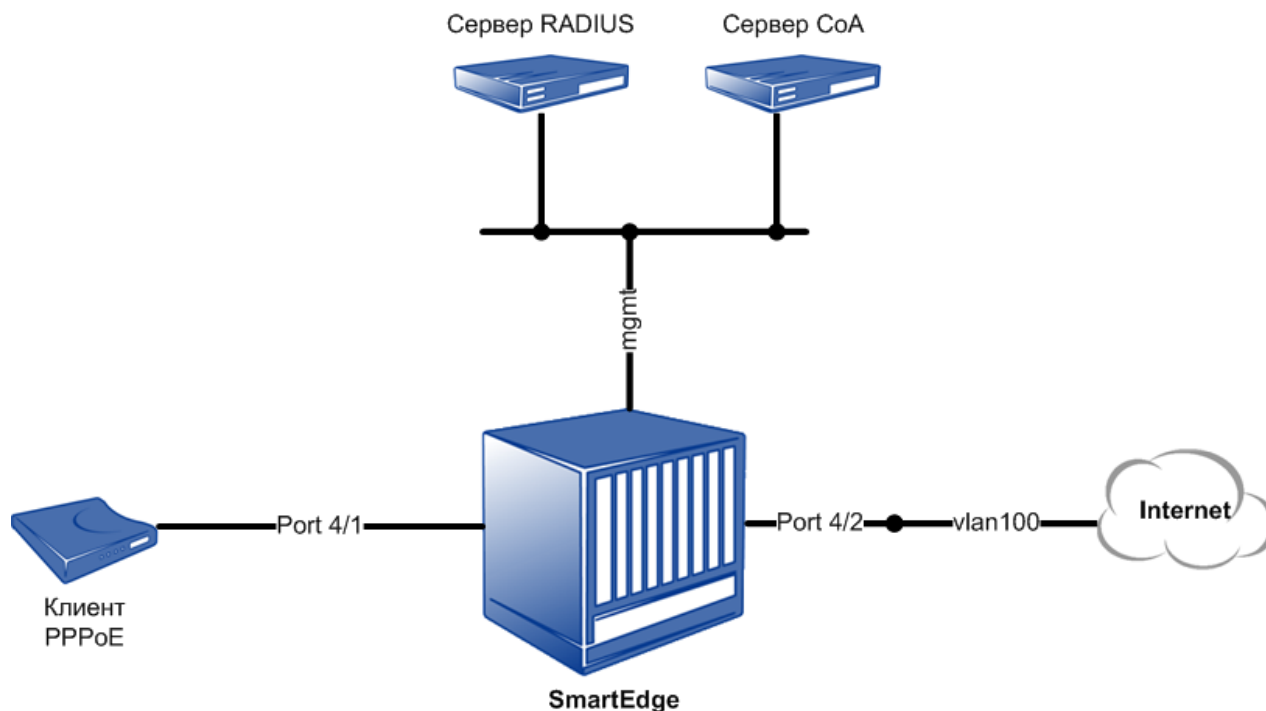 Сервер RADIUS
Сервер CoA
mgmt
Port 4/1
Port 4/2
vlan100
Internet
Клиент
PPPoE
SmartEdge